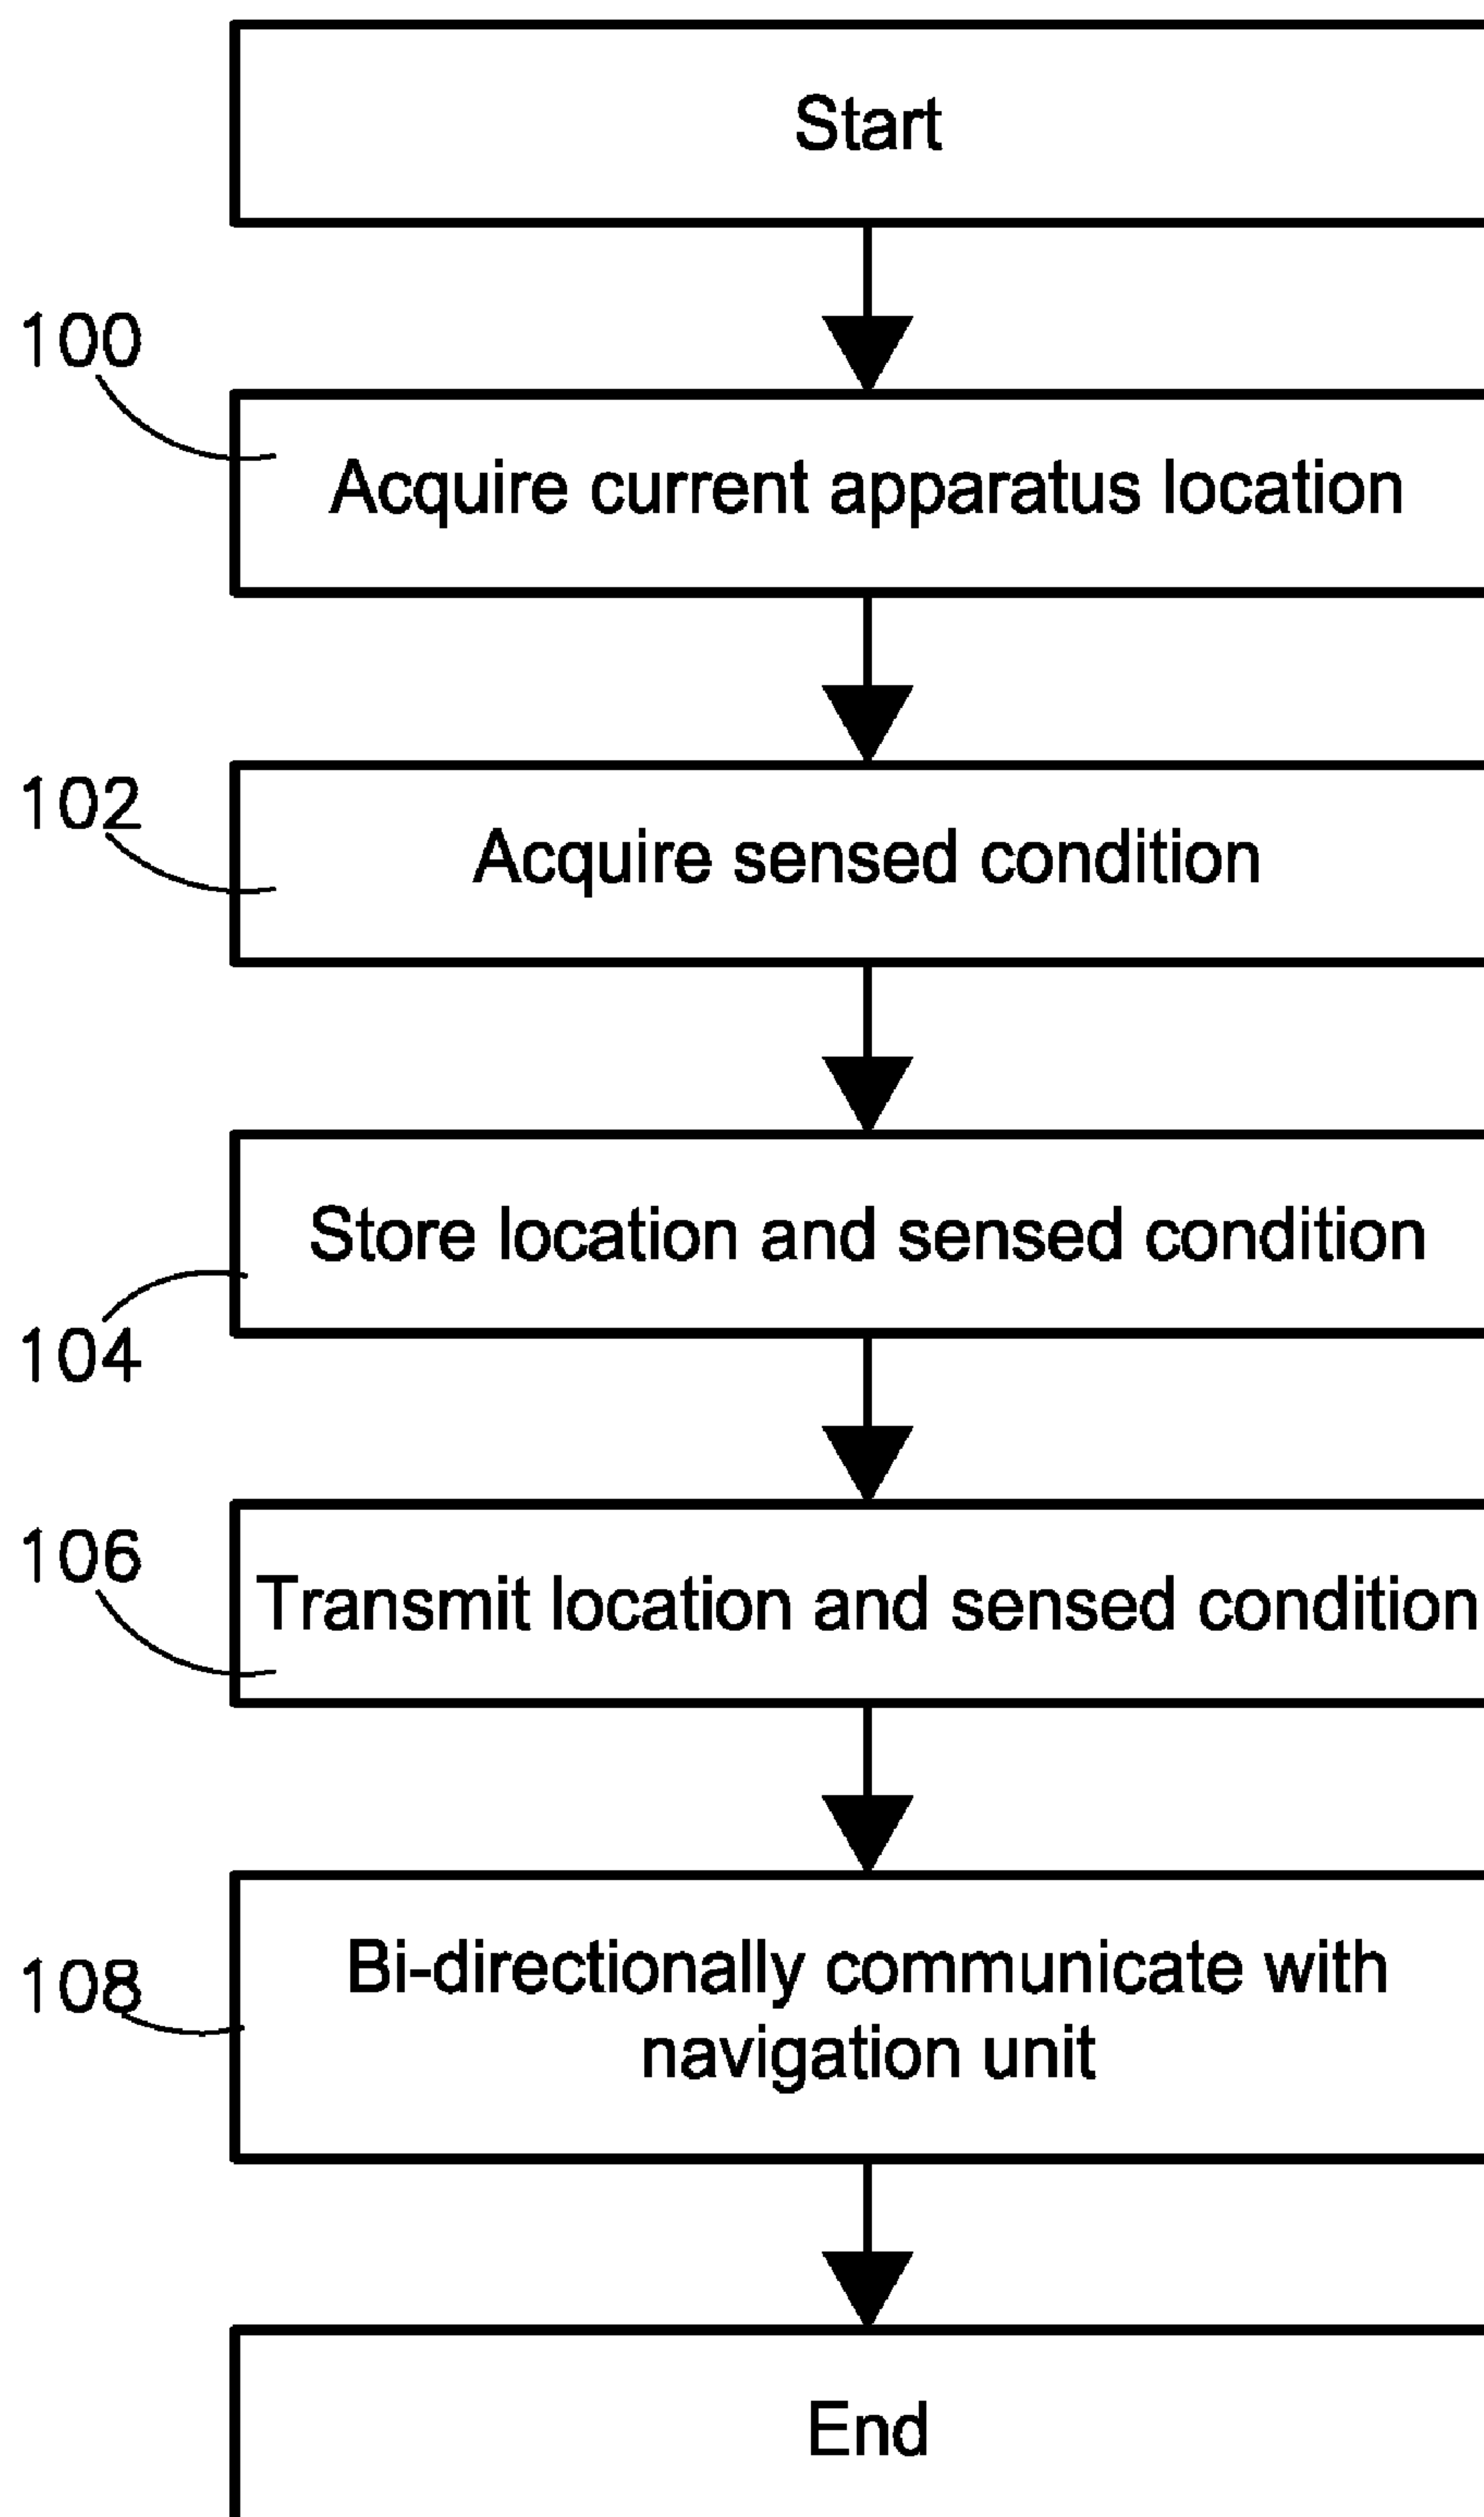 Start
100
Acquire current apparatus location
102
Acquire sensed condition
Store location and sensed condition
104
106
Transmit location and sensed condition
Bi-directionally communicate with
108
navigation unit
End